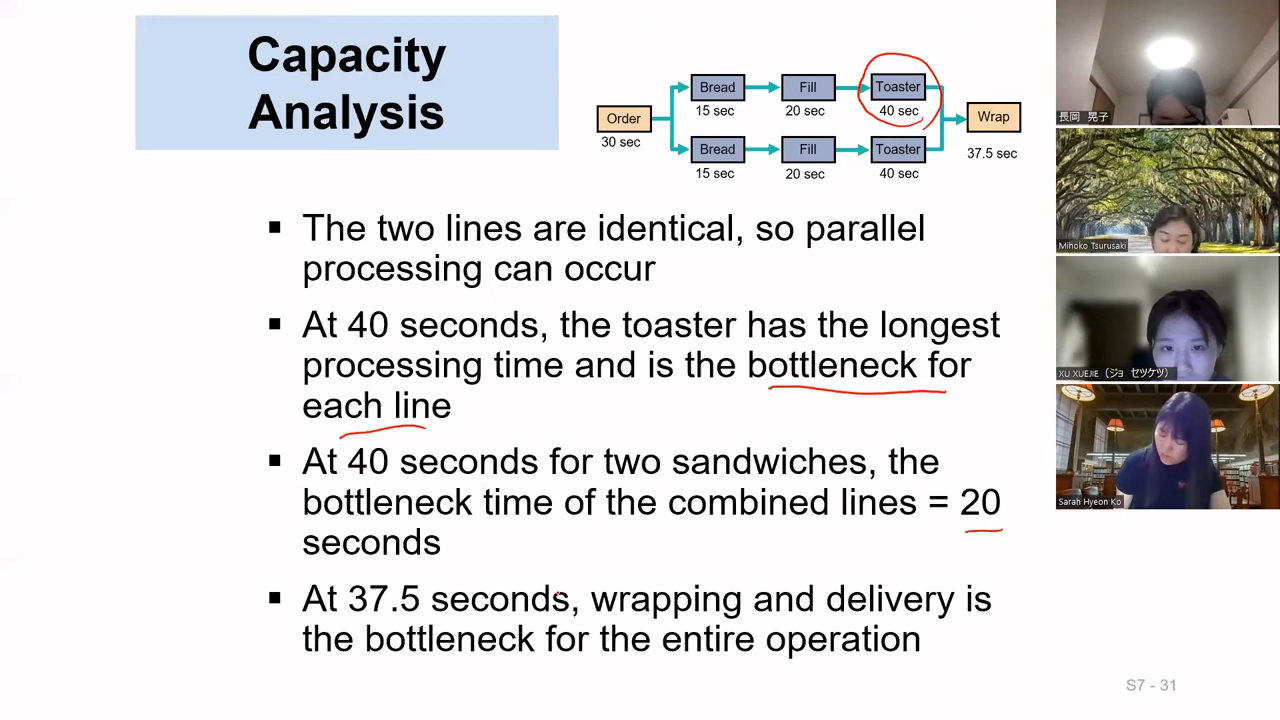 Capacity
Analysis
Order
30 sec
Bread
15 sec
Fill
20 sec
Toaster
40 sec
Bread
15 sec
Fill
20 sec
Toaster
40 sec
Wrap
37.5 sec
▪ The two lines are identical, so parallel
processing can occur
▪ At 40 seconds, the toaster has the longest
processing time and is the bottleneck for
each line
▪ At 40 seconds for two sandwiches, the
bottleneck time of the combined lines = 20
seconds
▪ At 37.5 seconds, wrapping and delivery is
the bottleneck for the entire operation
S7 - 31
長岡 晃子
Mihoko Tsurusaki
XU XUEJIE（ジョ セツケツ）
Sarah Hyeon Ko